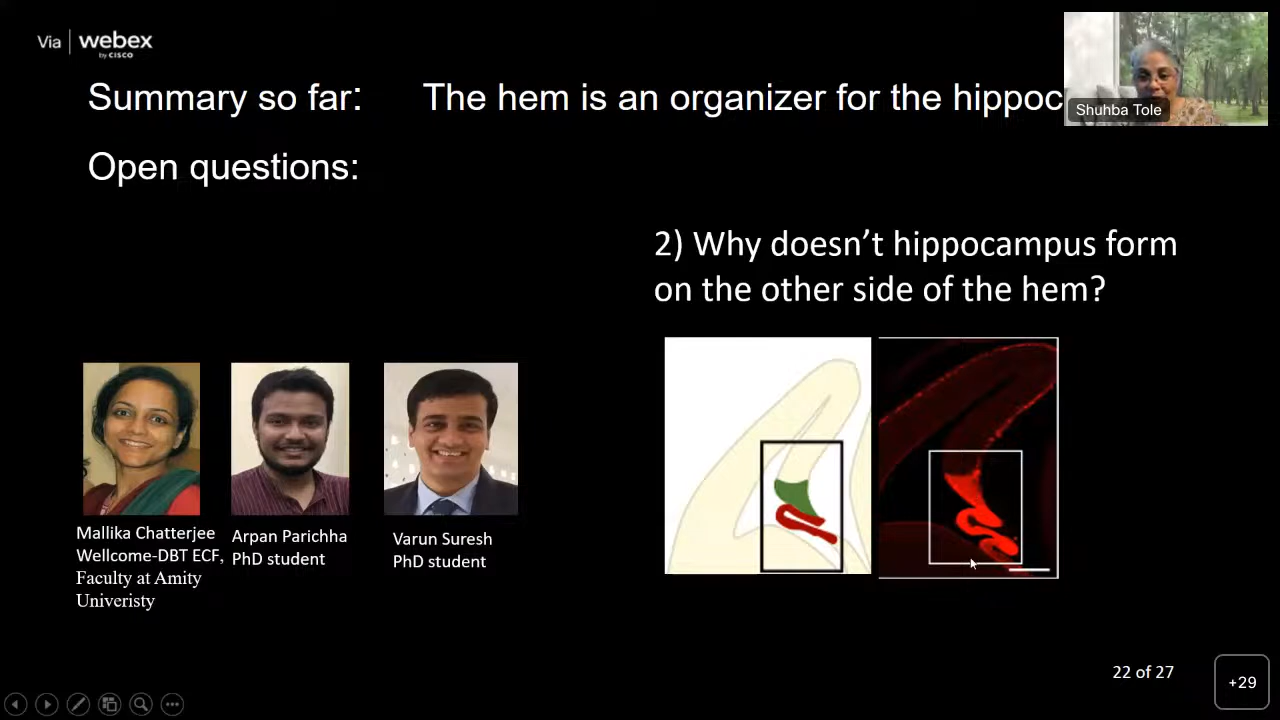 Via | webex
by CISCO
Summary so far: The hem is an organizer for the hippoc
Shuhba Tole
Open questions:
2) Why doesn't hippocampus form
on the other side of the hem?
Mallika Chatterjee
Wellcome-DBT ECF,
Faculty at Amity
Univeristy
Arpan Parichha
PhD student
Varun Suresh
PhD student
22 of 27
+29